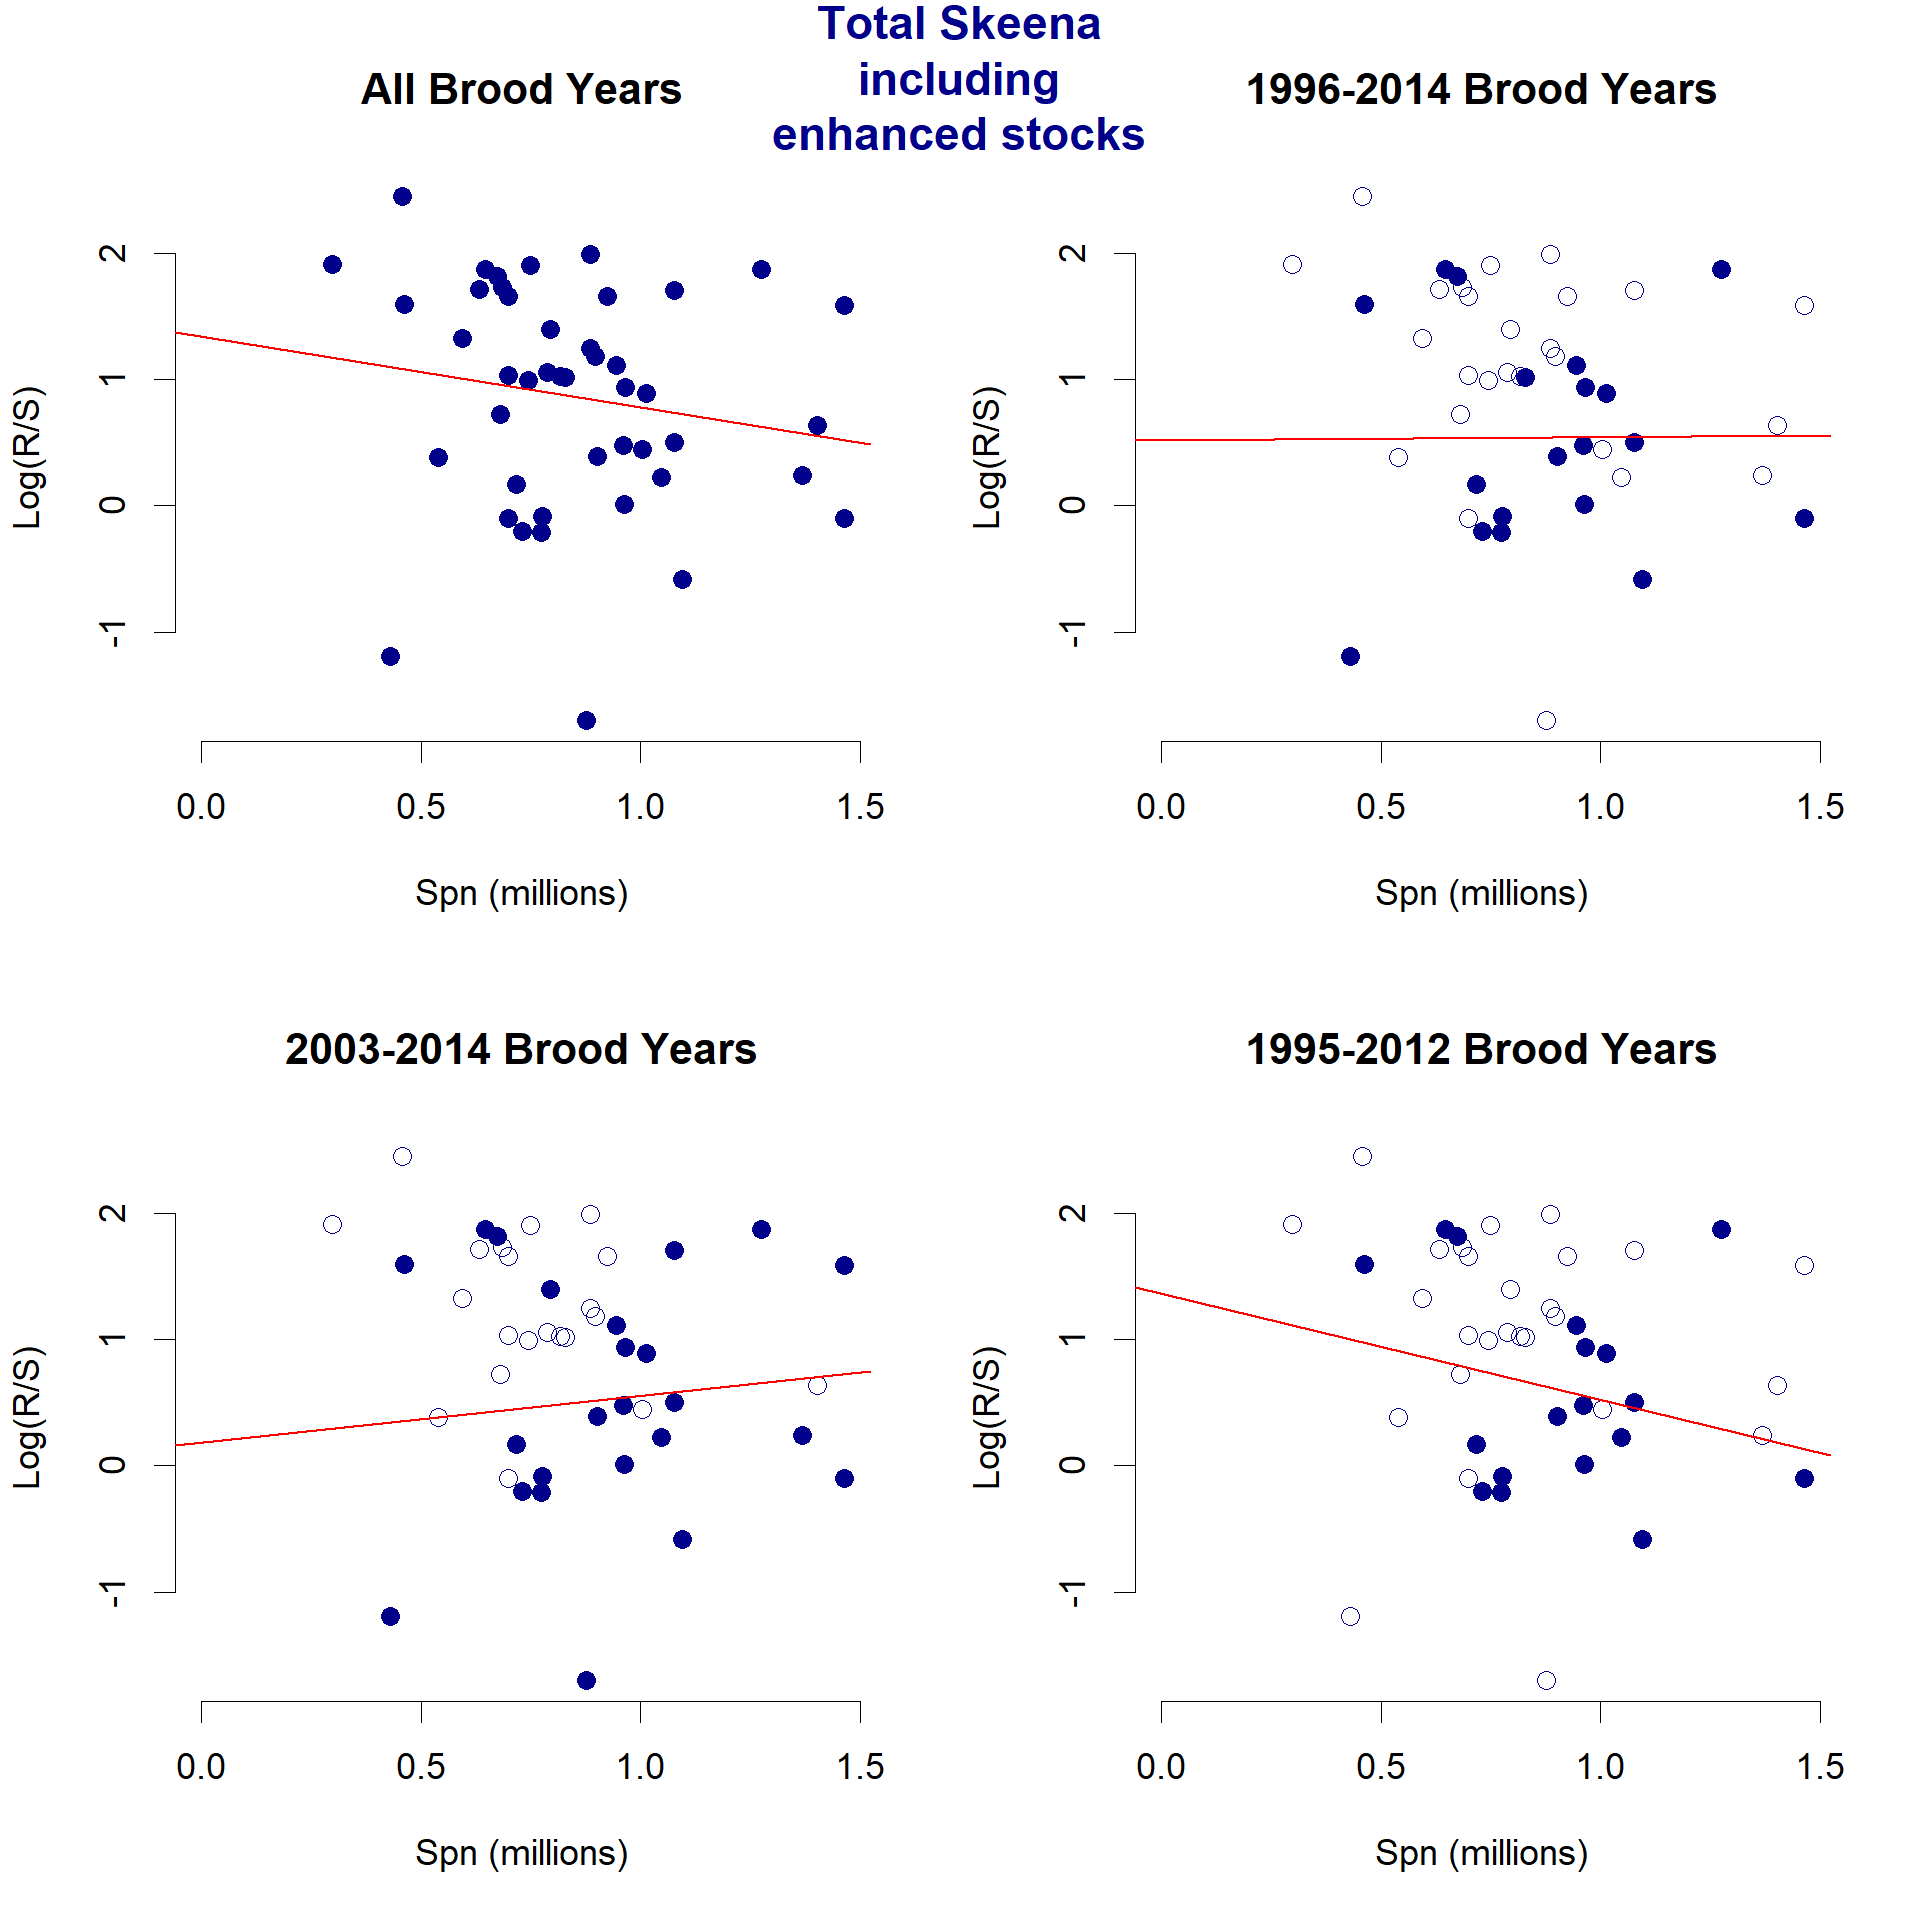 Total Skeena
including
enhanced stocks
All Brood Years
2
1
0
-1
Log(R/S)
0.0 0.5 1.0 1.5
Spn (millions)
1996-2014 Brood Years
2
1
0
-1
Log(R/S)
0.0 0.5 1.0 1.5
Spn (millions)
2003-2014 Brood Years
2
1
0
-1
Log(R/S)
0.0 0.5 1.0 1.5
Spn (millions)
1995-2012 Brood Years
2
1
0
-1
Log(R/S)
0.0 0.5 1.0 1.5
Spn (millions)